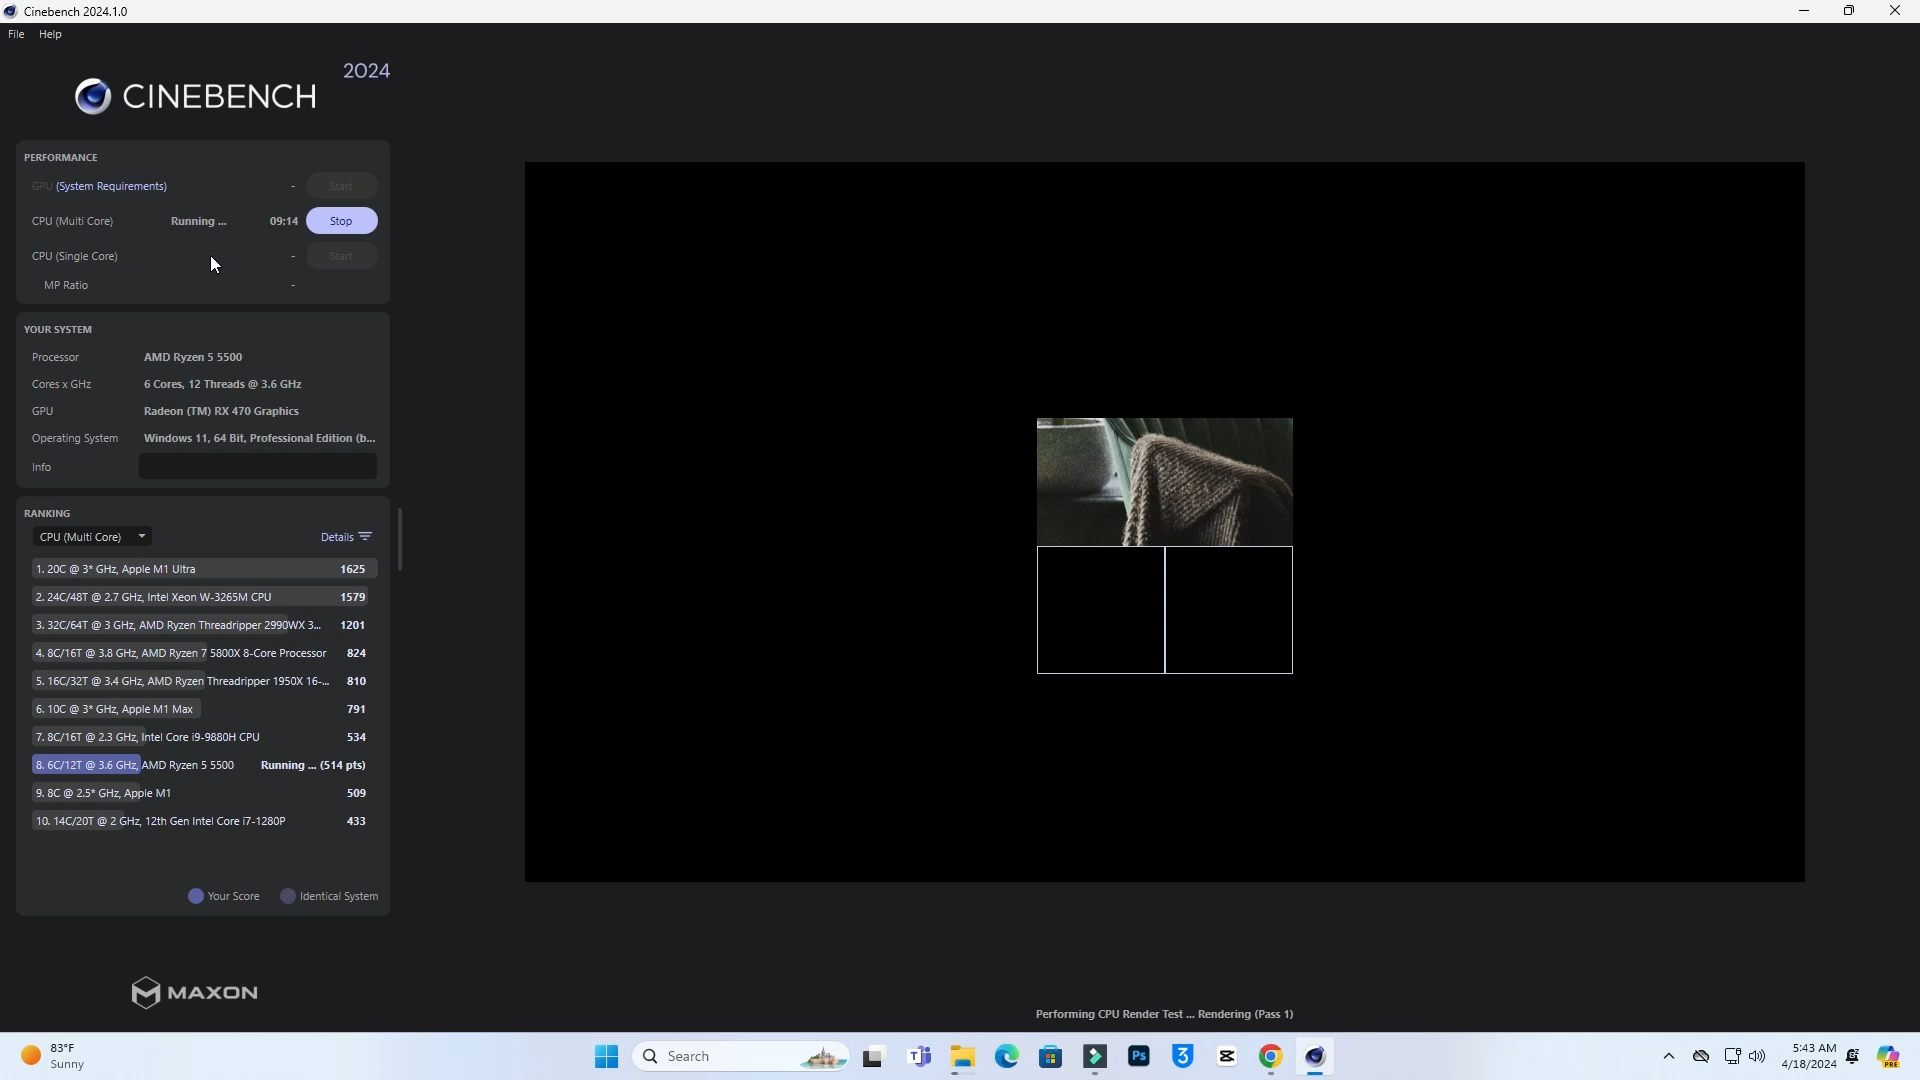 Cinebench 2024.1.0
File Help
CINEBENCH 2024
PERFORMANCE
GPU (System Requirements) - Start
CPU (Multi Core) Running ... 09:14 Stop
CPU (Single Core) - Start
MP Ratio -
YOUR SYSTEM
Processor AMD Ryzen 5 5500
Cores x GHz 6 Cores, 12 Threads @ 3.6 GHz
GPU Radeon (TM) RX 470 Graphics
Operating System Windows 11, 64 Bit, Professional Edition (b...
Info
RANKING
CPU (Multi Core) Details
1. 20C @ 3* GHz, Apple M1 Ultra 1625
2. 24C/48T @ 2.7 GHz, Intel Xeon W-3265M CPU 1579
3. 32C/64T @ 3 GHz, AMD Ryzen Threadripper 2990WX 3... 1201
4. 8C/16T @ 3.8 GHz, AMD Ryzen 7 5800X 8-Core Processor 824
5. 16C/32T @ 3.4 GHz, AMD Ryzen Threadripper 1950X 16-... 810
6. 10C @ 3* GHz, Apple M1 Max 791
7. 8C/16T @ 2.3 GHz, Intel Core i9-9880H CPU 534
8. 6C/12T @ 3.6 GHz, AMD Ryzen 5 5500 Running ... (514 pts)
9. 8C @ 2.5* GHz, Apple M1 509
10. 14C/20T @ 2 GHz, 12th Gen Intel Core i7-1280P 433
Your Score Identical System
MAXON
Performing CPU Render Test ... Rendering (Pass 1)
83°F
Sunny
Search
T
Ps
3
5:43 AM
4/18/2024
PRE